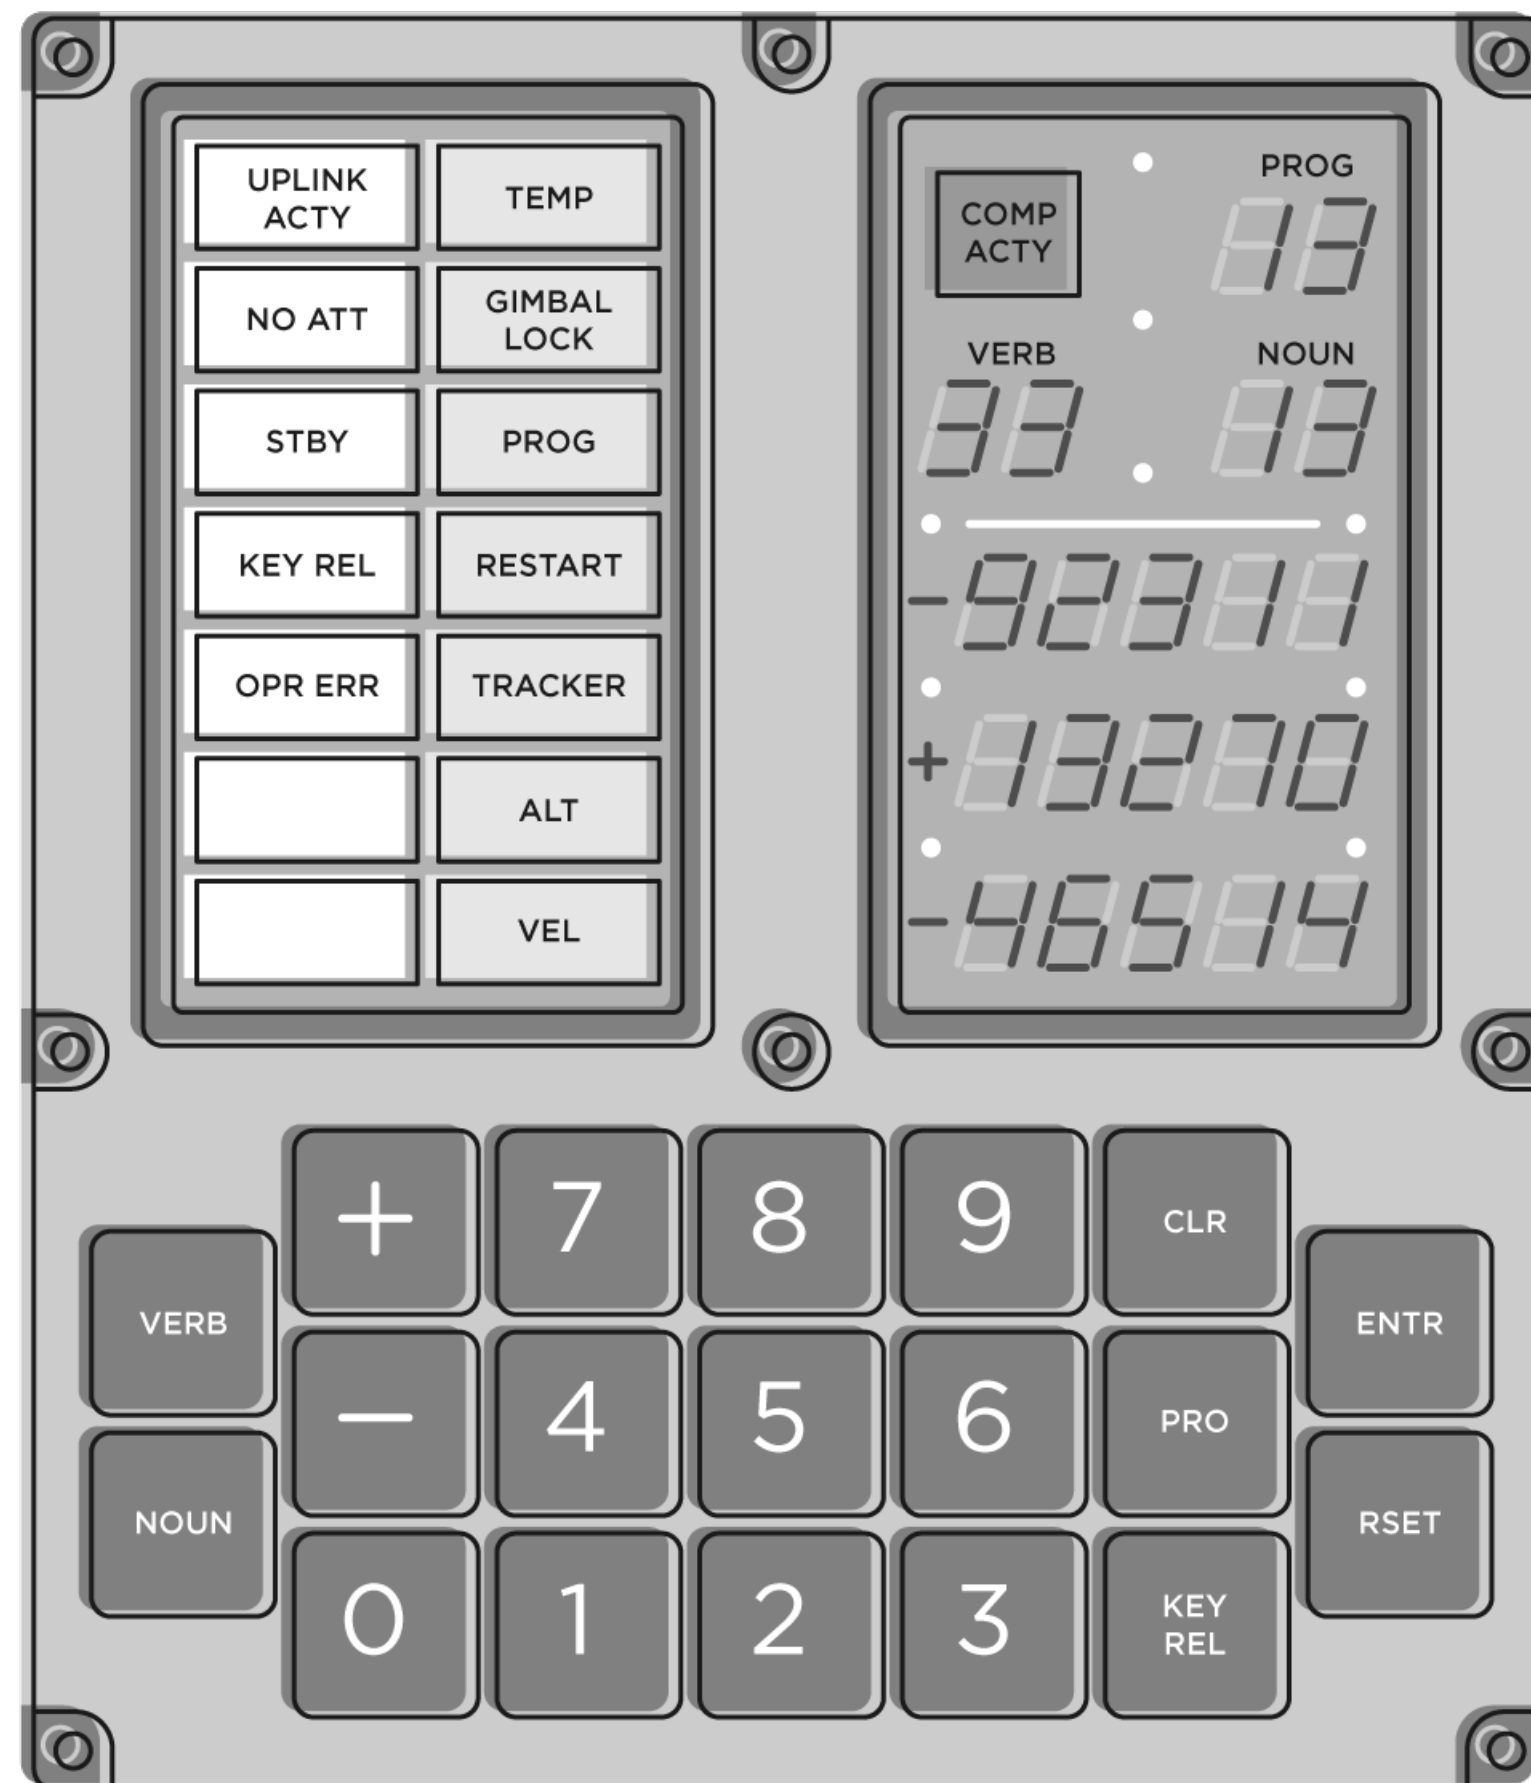 UPLINK
ACTY
TEMP
NO ATT
GIMBAL
LOCK
STBY
PROG
KEY REL
RESTART
OPR ERR
TRACKER
ALT
VEL
COMP
ACTY
PROG
13
VERB
NOUN
33
13
-92311
+13270
-46514
+
7
8
9
CLR
VERB
ENTR
−
4
5
6
PRO
NOUN
RSET
0
1
2
3
KEY
REL